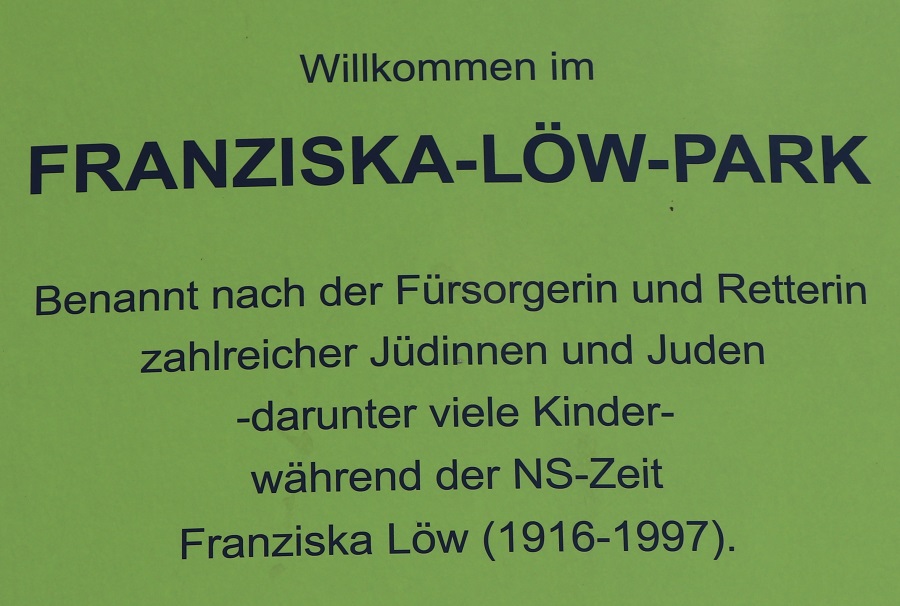 Willkommen im
FRANZISKA-LÖW-PARK
Benannt nach der Fürsorgerin und Retterin
zahlreicher Jüdinnen und Juden
-darunter viele Kinder-
während der NS-Zeit
Franziska Löw (1916-1997).